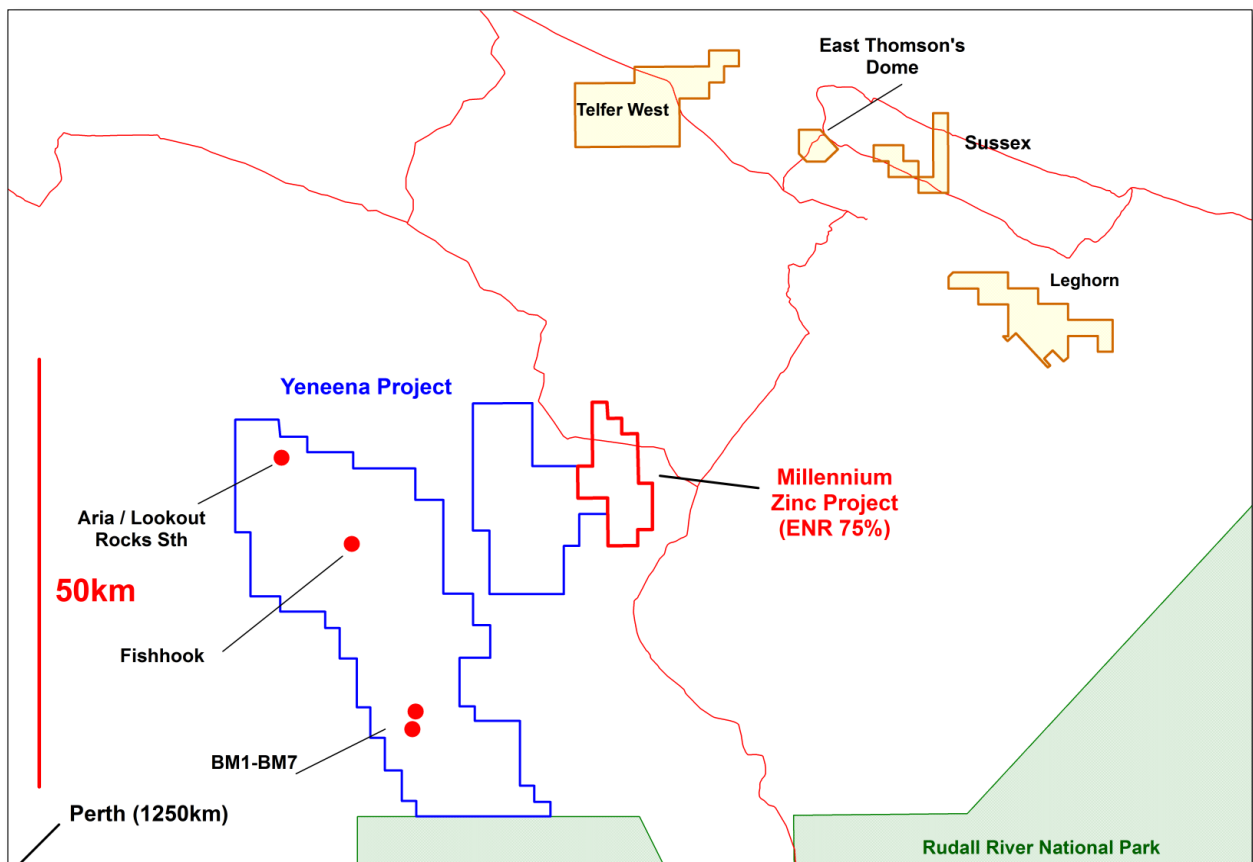 East Thomson's
Dome
Telfer West
Sussex
Leghorn
Yeneena Project
Millennium
Zinc Project
(ENR 75%)
Aria / Lookout
Rocks Sth
50km
Fishhook
BM1-BM7
Perth (1250km)
Rudall River National Park